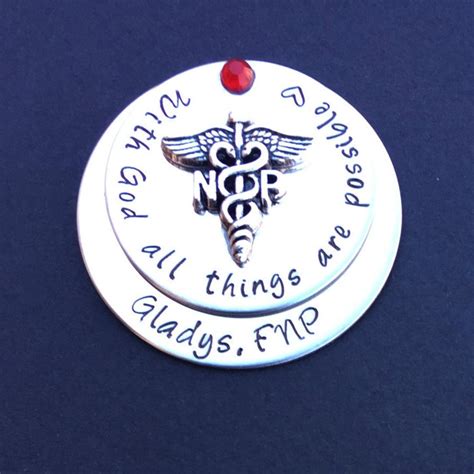 With God all things are possible ♡
NP
Gladys, FNP